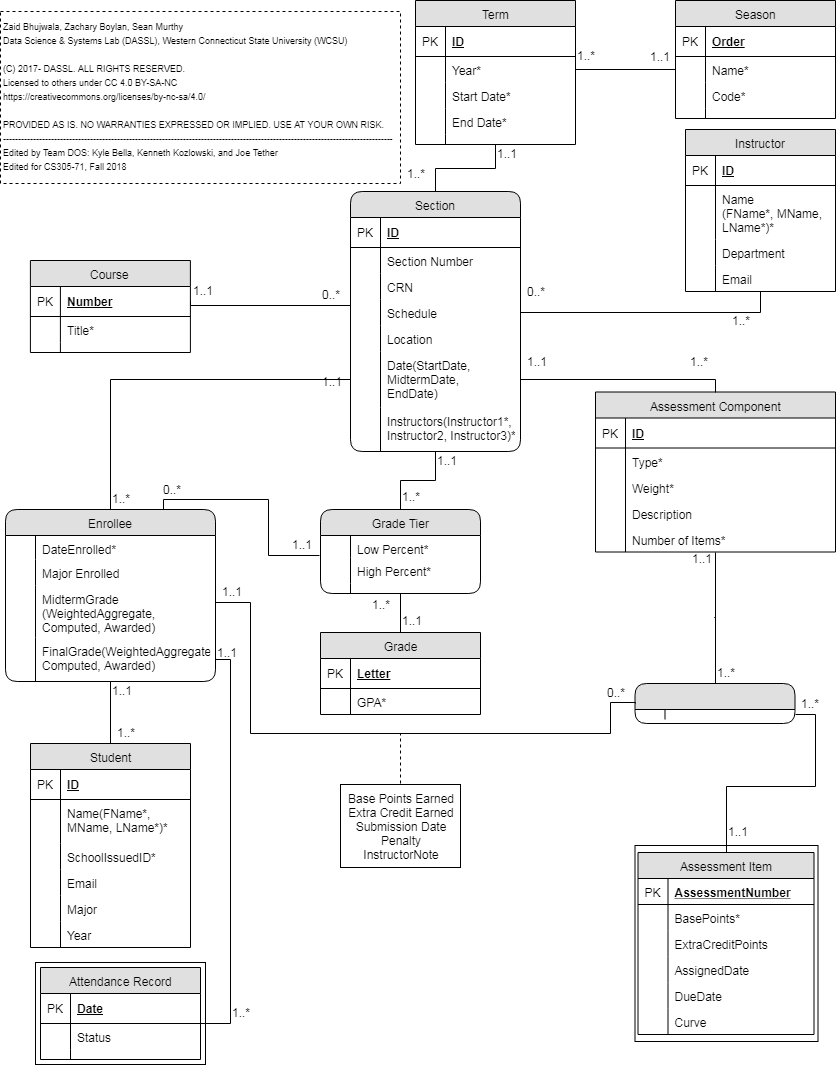 Zaid Bhujwala, Zachary Boylan, Sean Murthy
Data Science & Systems Lab (DASSL), Western Connecticut State University (WCSU)
(C) 2017- DASSL. ALL RIGHTS RESERVED.
Licensed to others under CC 4.0 BY-SA-NC
https://creativecommons.org/licenses/by-nc-sa/4.0/
PROVIDED AS IS. NO WARRANTIES EXPRESSED OR IMPLIED. USE AT YOUR OWN RISK.
Edited by Team DOS: Kyle Bella, Kenneth Kozlowski, and Joe Tether
Edited for CS305-71, Fall 2018
Term
PK ID
Year*
Start Date*
End Date*
1..*
1..1
Season
PK Order
Name*
Code*
1..1
1..*
Instructor
PK ID
Name
(FName*, MName,
LName*)*
Department
Email
Section
PK ID
Section Number
CRN
Schedule
Location
Date(StartDate,
MidtermDate,
EndDate)
Instructors(Instructor1*,
Instructor2, Instructor3)*
Course
PK Number
Title*
1..1
0..*
0..*
1..*
1..1
1..1
1..*
Assessment Component
PK ID
Type*
Weight*
Description
Number of Items*
1..1
1..*
1..1
1..*
0..*
Enrollee
DateEnrolled*
Major Enrolled
MidtermGrade
(WeightedAggregate,
Computed, Awarded)
FinalGrade(WeightedAggregate
Computed, Awarded)
1..1
1..1
1..1
1..1
Grade Tier
Low Percent*
High Percent*
1..*
1..1
Grade
PK Letter
GPA*
0..*
1..*
1..*
Student
PK ID
Name(FName*,
MName, LName*)*
SchoolIssuedID*
Email
Major
Year
Base Points Earned
Extra Credit Earned
Submission Date
Penalty
InstructorNote
1..1
Assessment Item
PK AssessmentNumber
BasePoints*
ExtraCreditPoints
AssignedDate
DueDate
Curve
Attendance Record
PK Date
Status
1..*